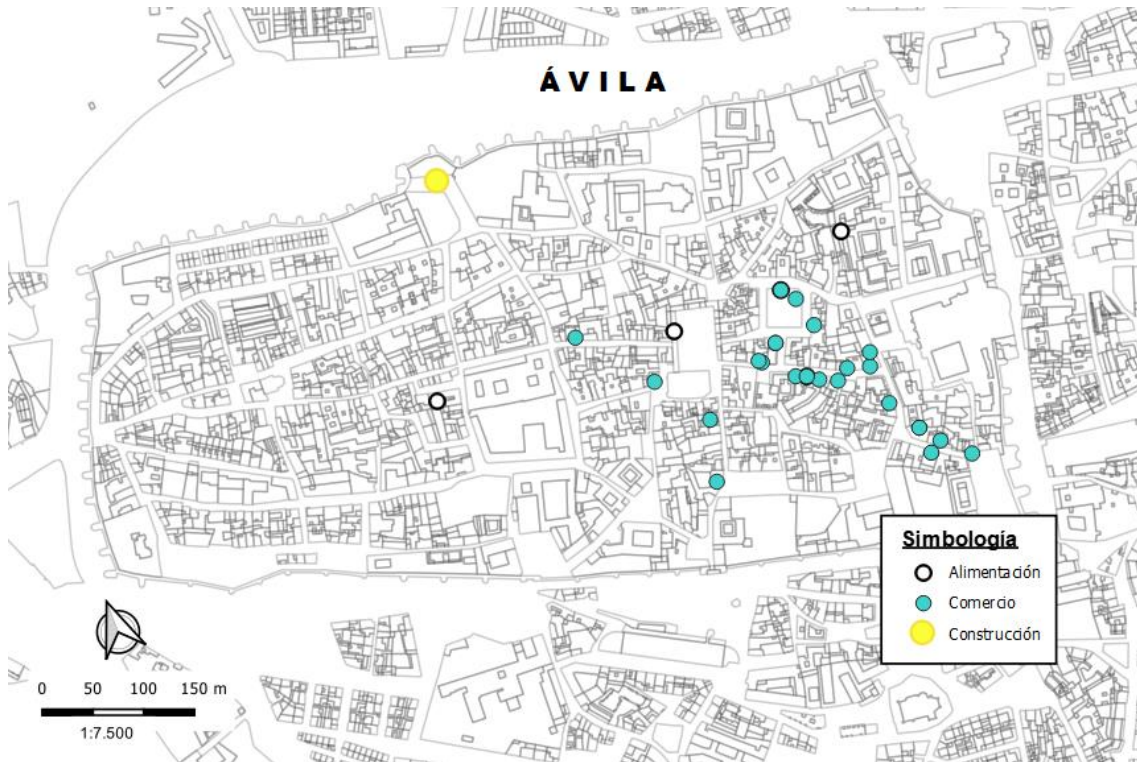 ÁVILA
Simbología
Alimentación
Comercio
Construcción
0 50 100 150 m
1:7.500